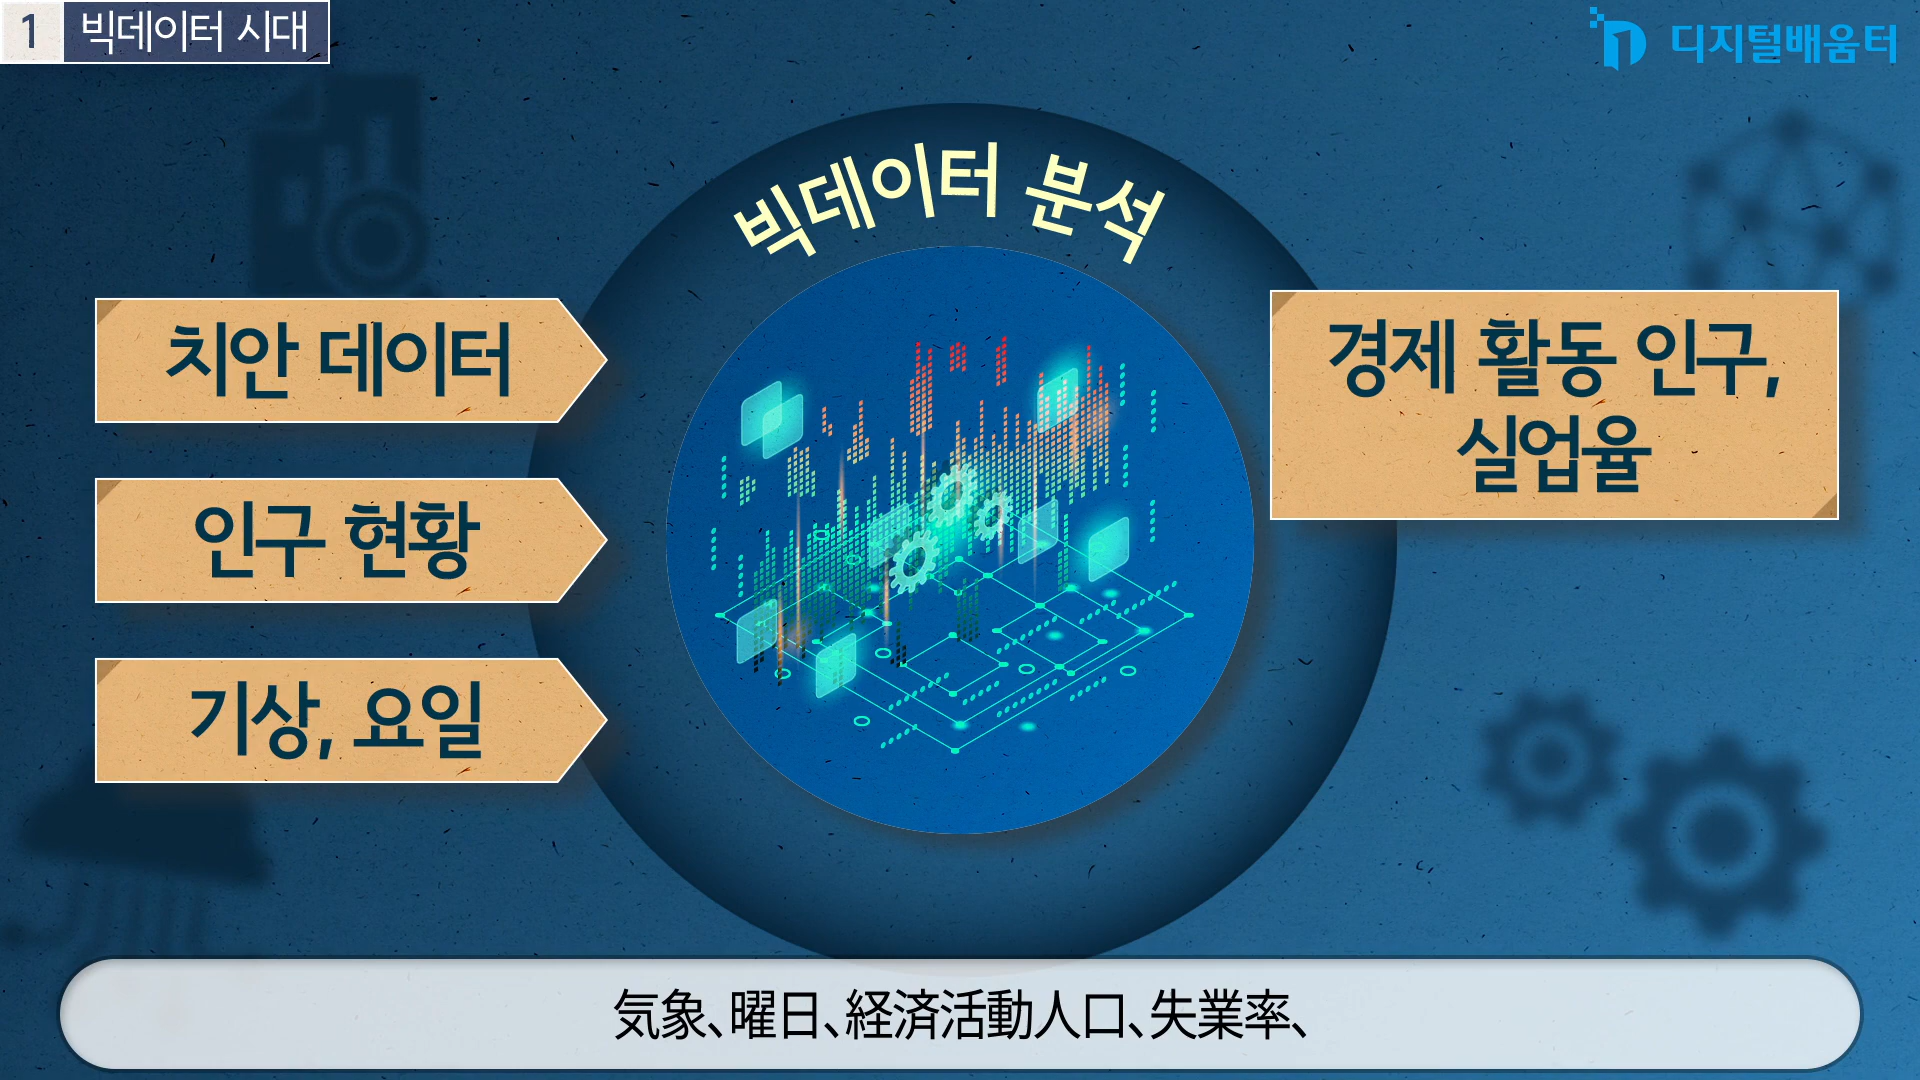 1 빅데이터 시대
디지털배움터
빅데이터 분석
치안 데이터
인구 현황
기상, 요일
경제 활동 인구,
실업율
気象、曜日、経済活動人口、失業率、